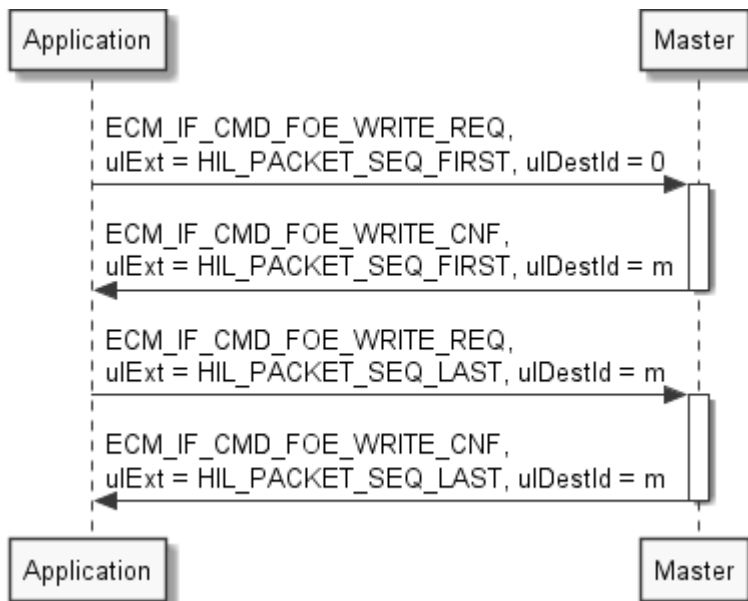 Application Master
ECM_IF_CMD_FOE_WRITE_REQ,
ulExt = HIL_PACKET_SEQ_FIRST, ulDestId = 0
ECM_IF_CMD_FOE_WRITE_CNF,
ulExt = HIL_PACKET_SEQ_FIRST, ulDestId = m
ECM_IF_CMD_FOE_WRITE_REQ,
ulExt = HIL_PACKET_SEQ_LAST, ulDestId = m
ECM_IF_CMD_FOE_WRITE_CNF,
ulExt = HIL_PACKET_SEQ_LAST, ulDestId = m
Application Master